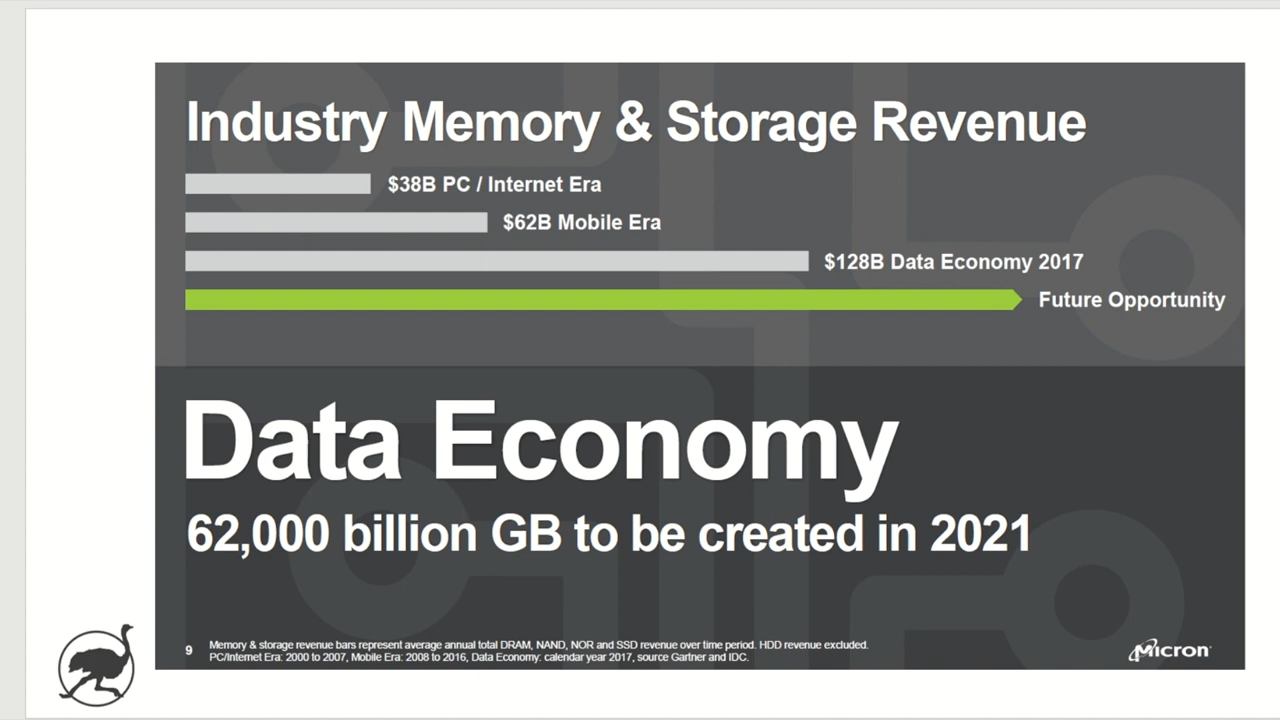 Industry Memory & Storage Revenue
$38B PC / Internet Era
$62B Mobile Era
$128B Data Economy 2017
Future Opportunity
Data Economy
62,000 billion GB to be created in 2021
9
Memory & storage revenue bars represent average annual total DRAM, NAND, NOR and SSD revenue over time period. HDD revenue excluded.
PC/Internet Era: 2000 to 2007, Mobile Era: 2008 to 2016, Data Economy: calendar year 2017, source Gartner and IDC.
Micron